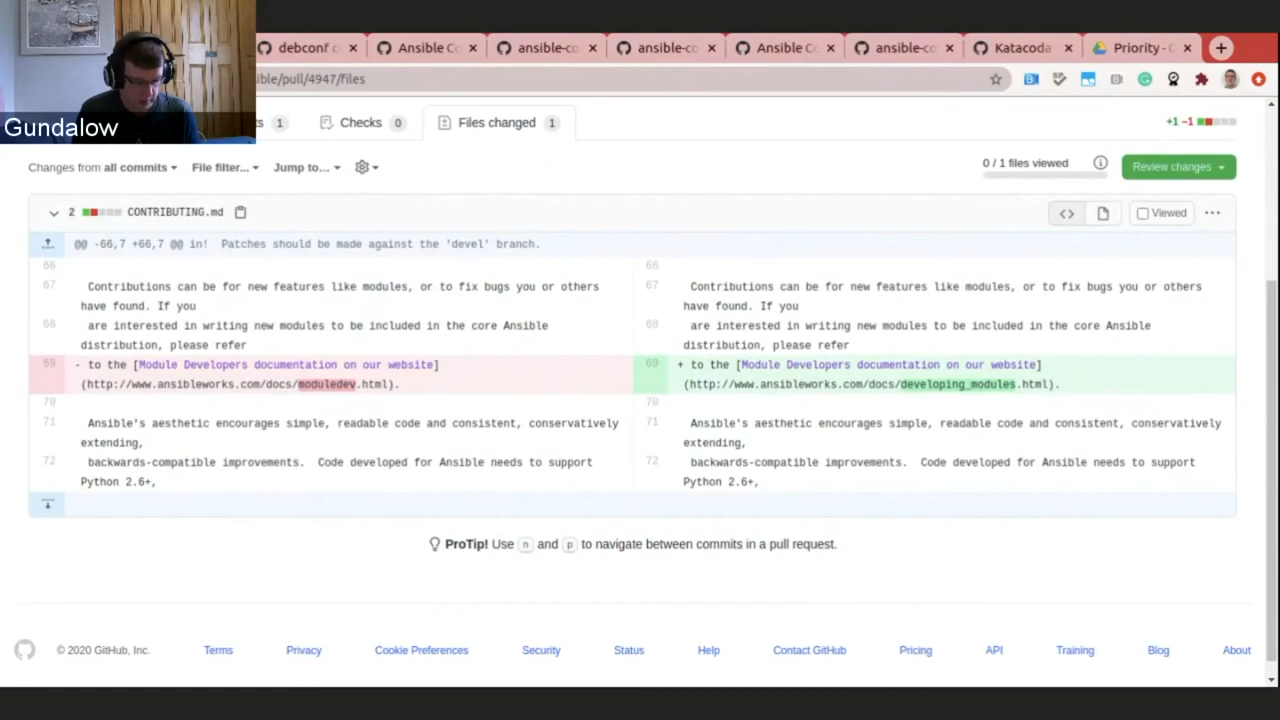 debconf c
Ansible Co
ansible-co
ansible-co
Ansible Co
ansible-co
Katacoda
Priority - G
ible/pull/4947/files
Gundalow
ts 1
Checks 0
Files changed 1
+1 −1
Changes from all commits
File filter...
Jump to...
0 / 1 files viewed
Review changes
2 CONTRIBUTING.md
Viewed
@@ -66,7 +66,7 @@ in! Patches should be made against the 'devel' branch.
66
67 Contributions can be for new features like modules, or to fix bugs you or others
have found. If you
68 are interested in writing new modules to be included in the core Ansible
distribution, please refer
69 - to the [Module Developers documentation on our website]
(http://www.ansibleworks.com/docs/moduledev.html).
70
71 Ansible's aesthetic encourages simple, readable code and consistent, conservatively
extending,
72 backwards-compatible improvements. Code developed for Ansible needs to support
Python 2.6+,
66
67 Contributions can be for new features like modules, or to fix bugs you or others
have found. If you
68 are interested in writing new modules to be included in the core Ansible
distribution, please refer
69 + to the [Module Developers documentation on our website]
(http://www.ansibleworks.com/docs/developing_modules.html).
70
71 Ansible's aesthetic encourages simple, readable code and consistent, conservatively
extending,
72 backwards-compatible improvements. Code developed for Ansible needs to support
Python 2.6+,
ProTip! Use n and p to navigate between commits in a pull request.
© 2020 GitHub, Inc.
Terms
Privacy
Cookie Preferences
Security
Status
Help
Contact GitHub
Pricing
API
Training
Blog
About